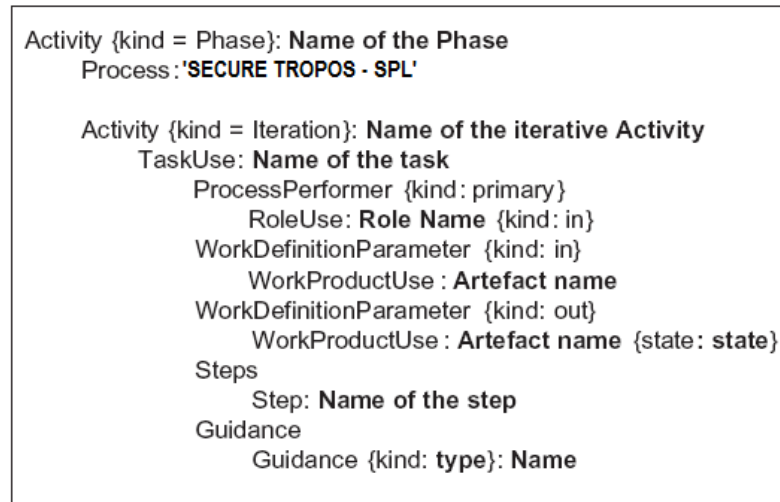 Activity {kind = Phase}: Name of the Phase
Process:'SECURE TROPOS - SPL'
Activity {kind = Iteration}: Name of the iterative Activity
TaskUse: Name of the task
ProcessPerformer {kind: primary}
RoleUse: Role Name {kind: in}
WorkDefinitionParameter {kind: in}
WorkProductUse : Artefact name
WorkDefinitionParameter {kind: out}
WorkProductUse : Artefact name {state: state}
Steps
Step: Name of the step
Guidance
Guidance {kind: type}: Name